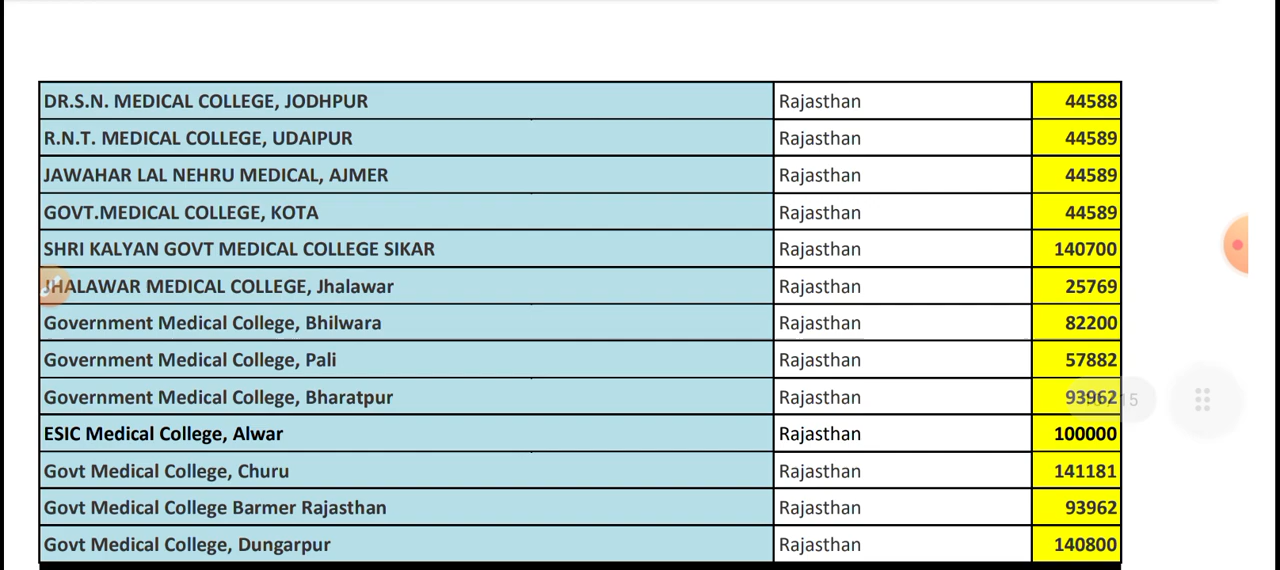 DR.S.N. MEDICAL COLLEGE, JODHPUR Rajasthan 44588
R.N.T. MEDICAL COLLEGE, UDAIPUR Rajasthan 44589
JAWAHAR LAL NEHRU MEDICAL, AJMER Rajasthan 44589
GOVT.MEDICAL COLLEGE, KOTA Rajasthan 44589
SHRI KALYAN GOVT MEDICAL COLLEGE SIKAR Rajasthan 140700
JHALAWAR MEDICAL COLLEGE, Jhalawar Rajasthan 25769
Government Medical College, Bhilwara Rajasthan 82200
Government Medical College, Pali Rajasthan 57882
Government Medical College, Bharatpur Rajasthan 93962
ESIC Medical College, Alwar Rajasthan 100000
Govt Medical College, Churu Rajasthan 141181
Govt Medical College Barmer Rajasthan Rajasthan 93962
Govt Medical College, Dungarpur Rajasthan 140800